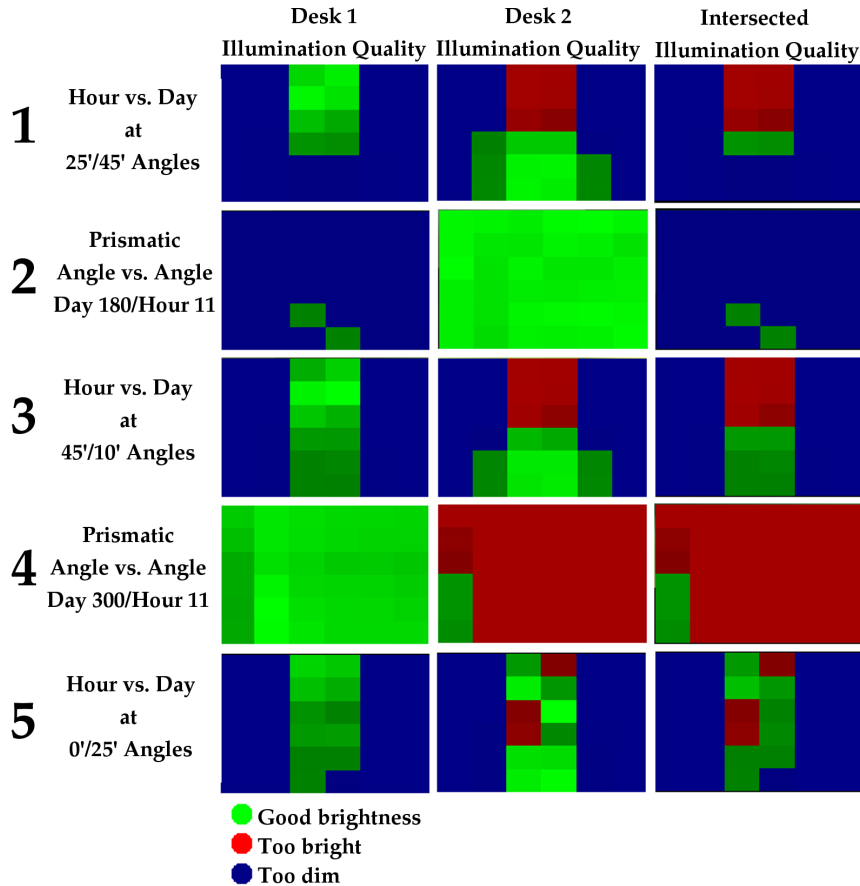 Desk 1
Illumination Quality
Desk 2
Illumination Quality
Intersected
Illumination Quality
1
Hour vs. Day
at
25'/45' Angles
2
Prismatic
Angle vs. Angle
Day 180/Hour 11
3
Hour vs. Day
at
45'/10' Angles
4
Prismatic
Angle vs. Angle
Day 300/Hour 11
5
Hour vs. Day
at
0'/25' Angles
Good brightness
Too bright
Too dim